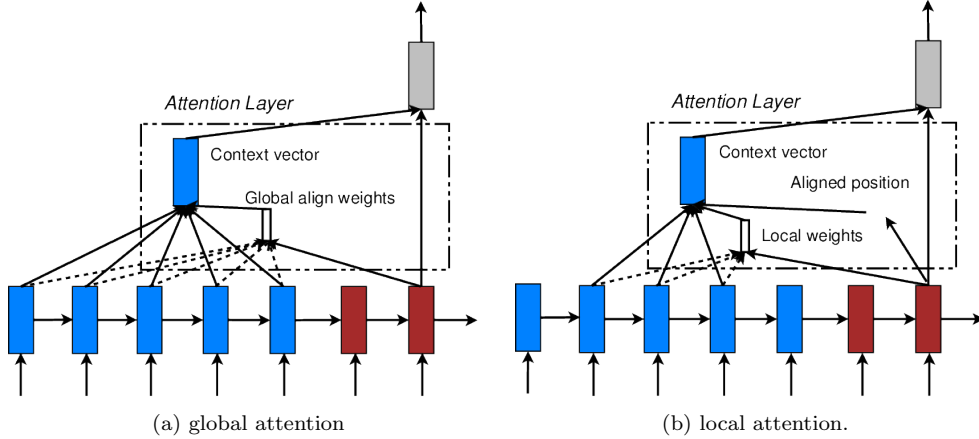 Attention Layer
Context vector
Global align weights
(a) global attention
Attention Layer
Context vector
Aligned position
Local weights
(b) local attention.